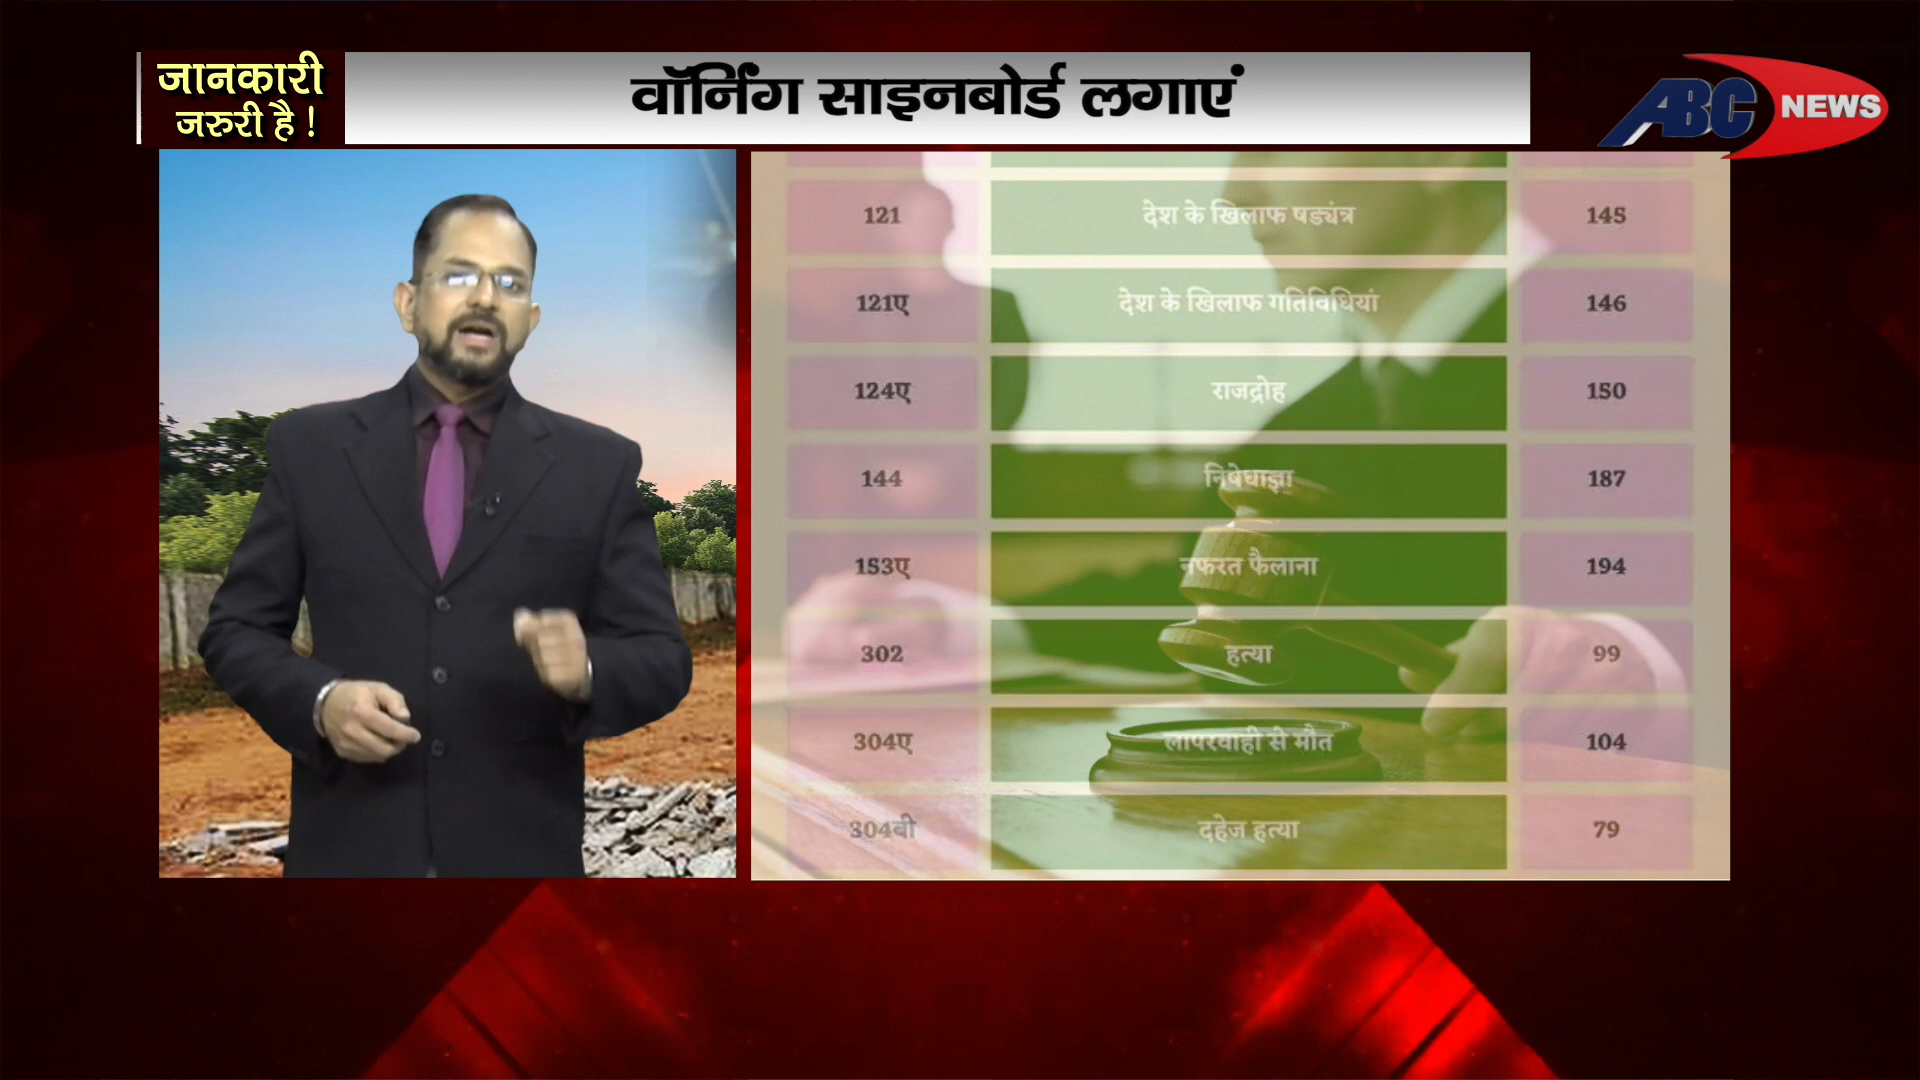 जानकारी
जरुरी है !
वॉर्निंग साइनबोर्ड लगाएं
ABC NEWS
121 देश के खिलाफ षड्यंत्र 145
121ए देश के खिलाफ गतिविधियां 146
124ए राजद्रोह 150
144 निषेधाज्ञा 187
153ए नफरत फैलाना 194
302 हत्या 99
304ए लापरवाही से मौत 104
304बी दहेज हत्या 79